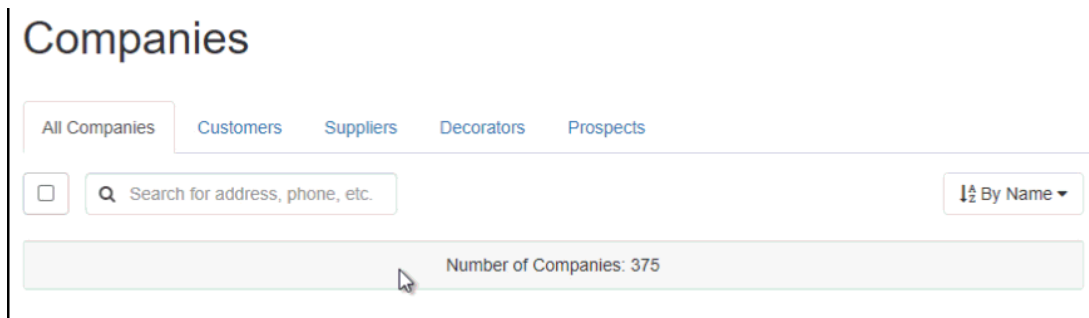 Companies
All Companies Customers Suppliers Decorators Prospects
Search for address, phone, etc. By Name
Number of Companies: 375